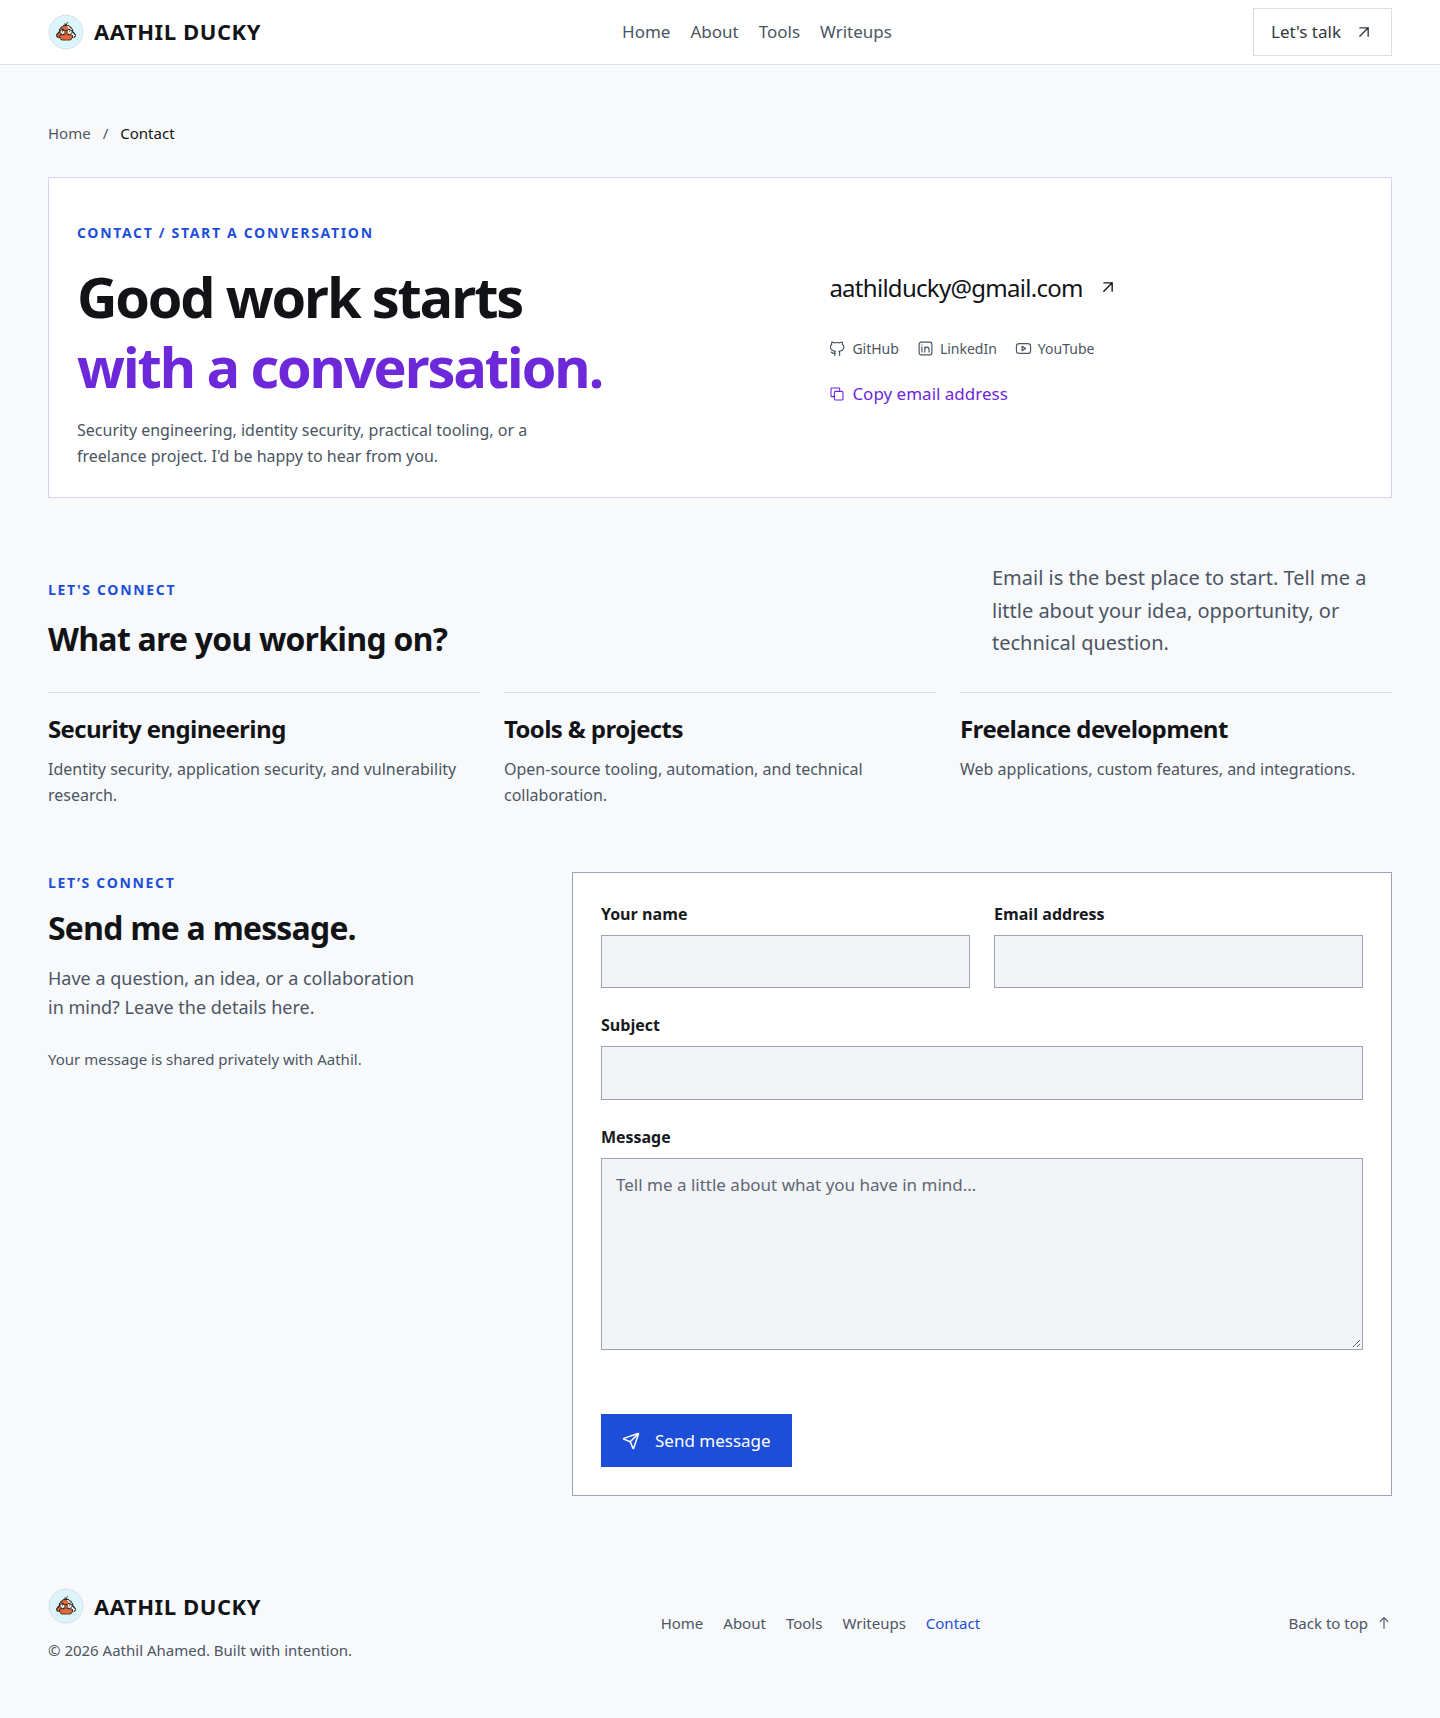 AATHIL DUCKY
Home About Tools Writeups
Let's talk
Home / Contact
CONTACT / START A CONVERSATION
Good work starts
with a conversation.
Security engineering, identity security, practical tooling, or a
freelance project. I'd be happy to hear from you.
aathilducky@gmail.com
GitHub LinkedIn YouTube
Copy email address
LET'S CONNECT
What are you working on?
Email is the best place to start. Tell me a
little about your idea, opportunity, or
technical question.
Security engineering
Identity security, application security, and vulnerability
research.
Tools & projects
Open-source tooling, automation, and technical
collaboration.
Freelance development
Web applications, custom features, and integrations.
LET’S CONNECT
Send me a message.
Have a question, an idea, or a collaboration
in mind? Leave the details here.
Your message is shared privately with Aathil.
Your name
Email address
Subject
Message
Tell me a little about what you have in mind...
Send message
AATHIL DUCKY
© 2026 Aathil Ahamed. Built with intention.
Home About Tools Writeups Contact
Back to top